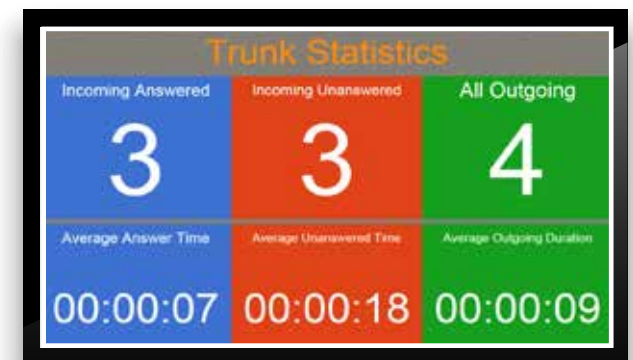 Trunk Statistics
Incoming Answered Incoming Unanswered All Outgoing
3 3 4
Average Answer Time Average Unanswered Time Average Outgoing Duration
00:00:07 00:00:18 00:00:09